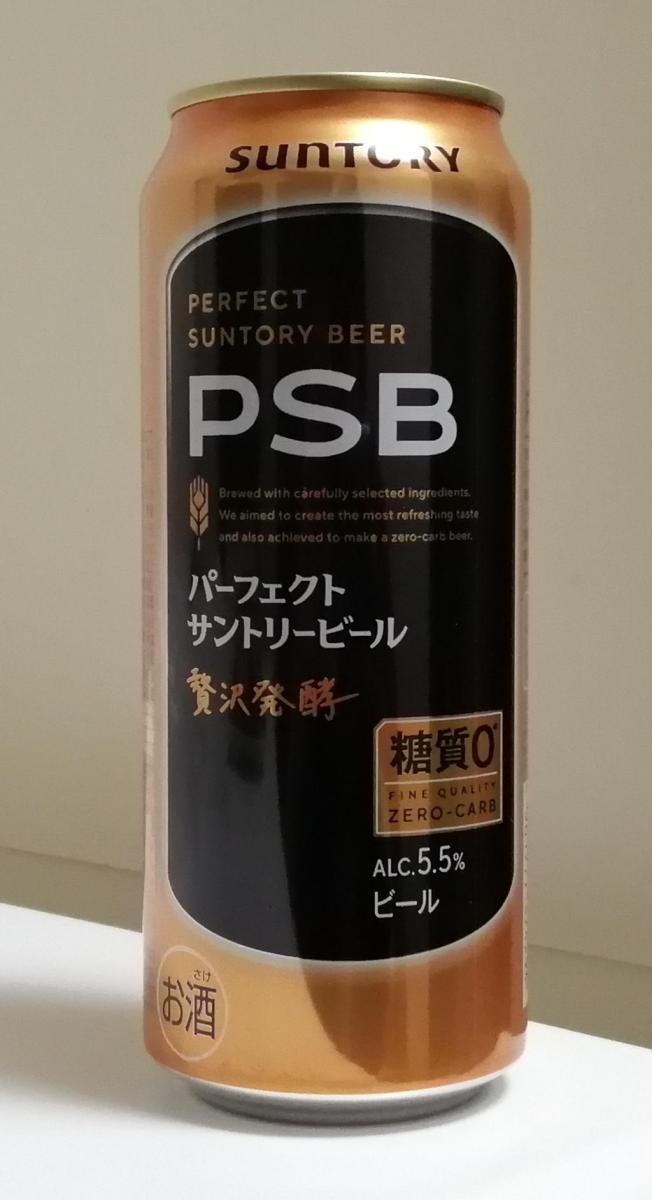 SUNTORY
PERFECT
SUNTORY BEER
PSB
Brewed with carefully selected ingredients.
We aimed to create the most refreshing taste
and also achieved to make a zero-carb beer.
パーフェクト
サントリービール
贅沢発酵
糖質0*
FINE QUALITY
ZERO-CARB
ALC.5.5%
ビール
さけ
お酒